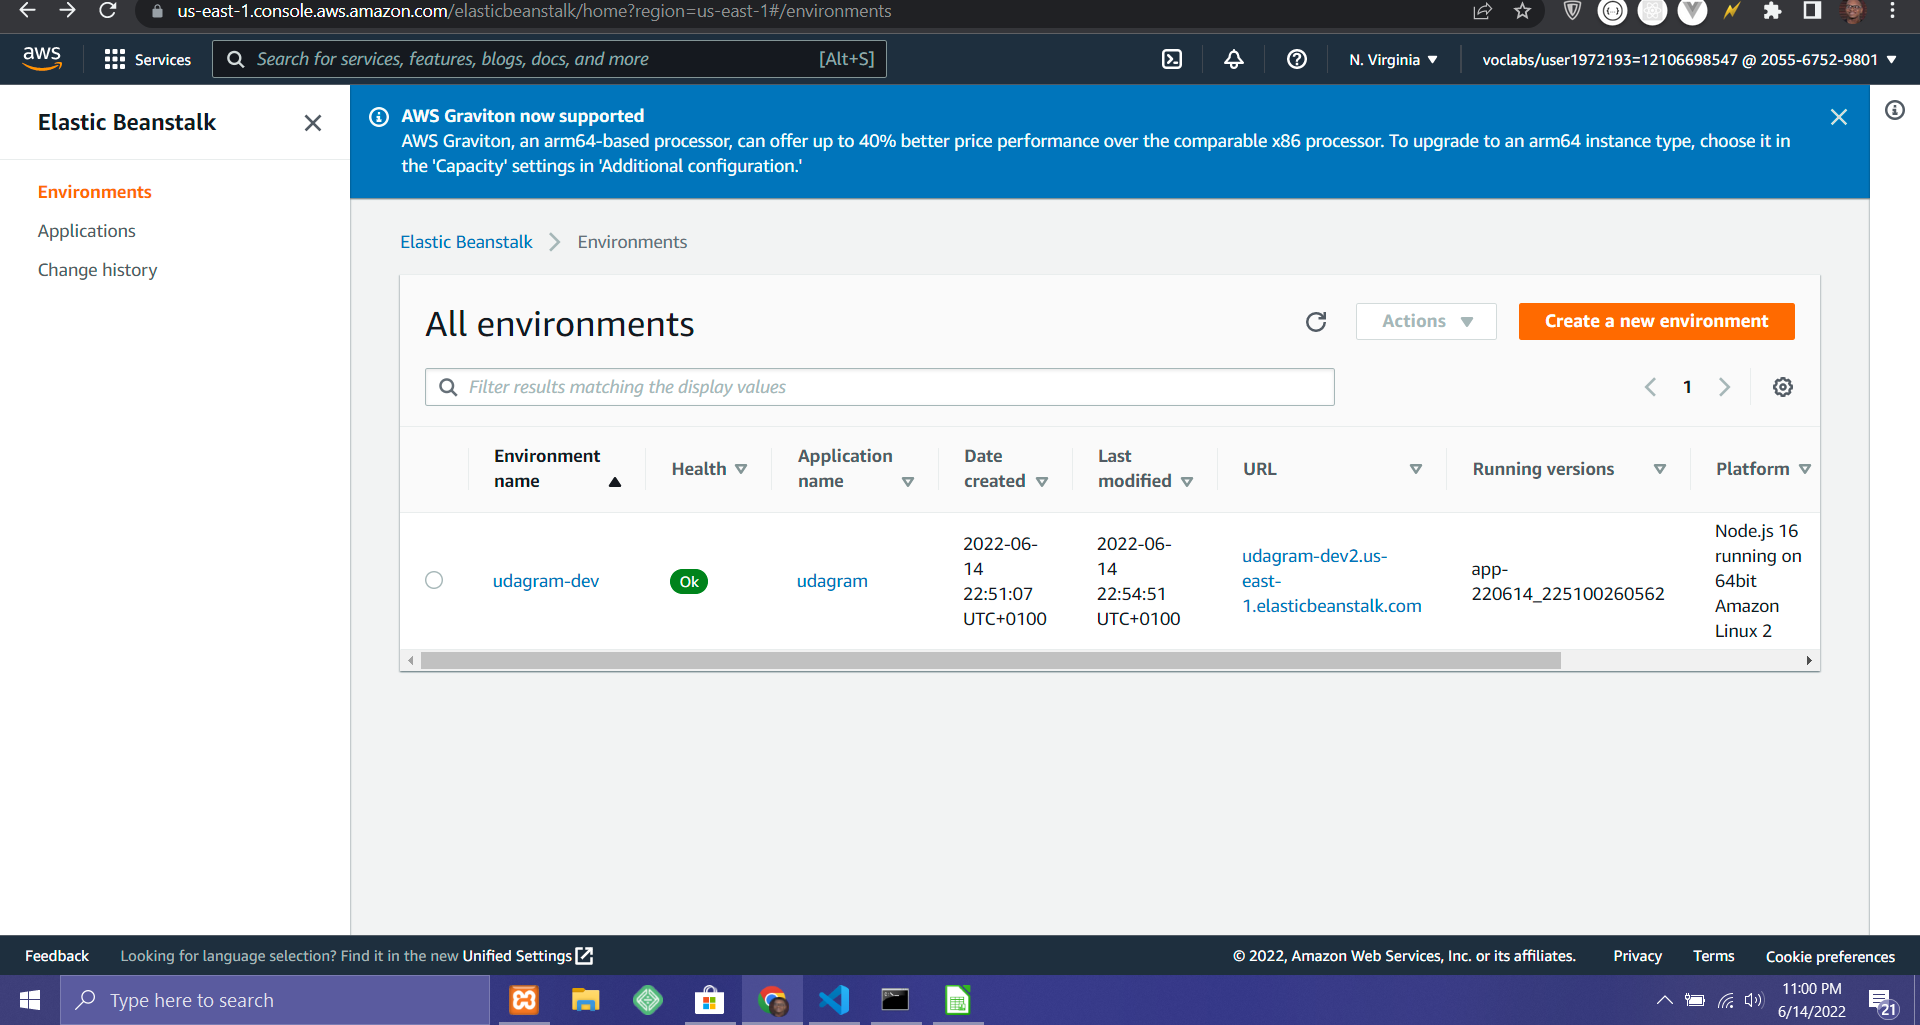 us-east-1.console.aws.amazon.com/elasticbeanstalk/home?region=us-east-1#/environments
aws
Services
Search for services, features, blogs, docs, and more
[Alt+S]
N. Virginia
voclabs/user1972193=12106698547 @ 2055-6752-9801
Elastic Beanstalk
Environments
Applications
Change history
AWS Graviton now supported
AWS Graviton, an arm64-based processor, can offer up to 40% better price performance over the comparable x86 processor. To upgrade to an arm64 instance type, choose it in
the 'Capacity' settings in 'Additional configuration.'
Elastic Beanstalk
Environments
All environments
Actions
Create a new environment
Filter results matching the display values
1
Environment
name
Health
Application
name
Date
created
Last
modified
URL
Running versions
Platform
udagram-dev
Ok
udagram
2022-06-
14
22:51:07
UTC+0100
2022-06-
14
22:54:51
UTC+0100
udagram-dev2.us-
east-
1.elasticbeanstalk.com
app-
220614_225100260562
Node.js 16
running on
64bit
Amazon
Linux 2
Feedback
Looking for language selection? Find it in the new Unified Settings
© 2022, Amazon Web Services, Inc. or its affiliates.
Privacy
Terms
Cookie preferences
Type here to search
11:00 PM
6/14/2022
21